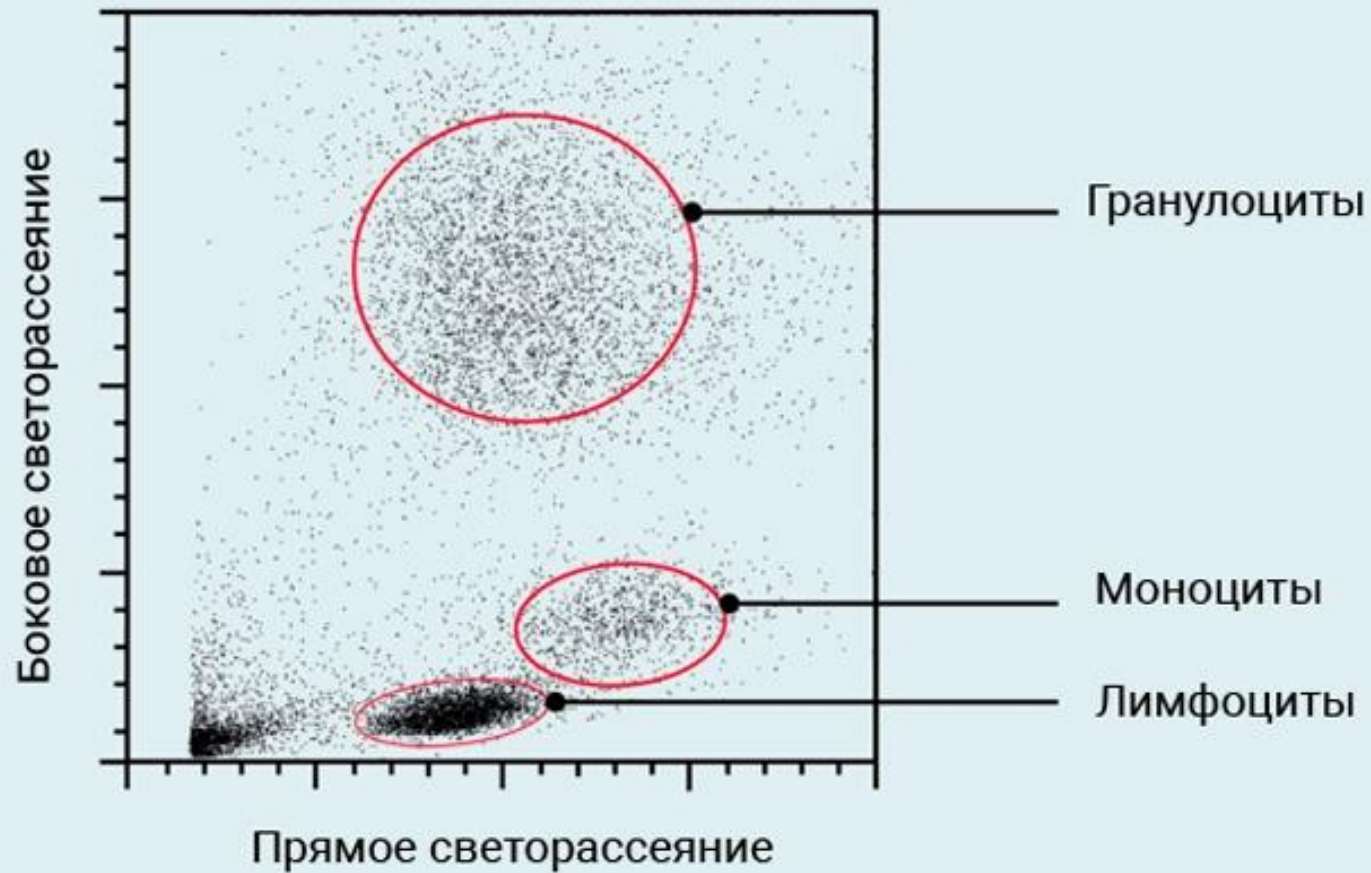 Боковое светорассеяние
Гранулоциты
Моноциты
Лимфоциты
Прямое светорассеяние